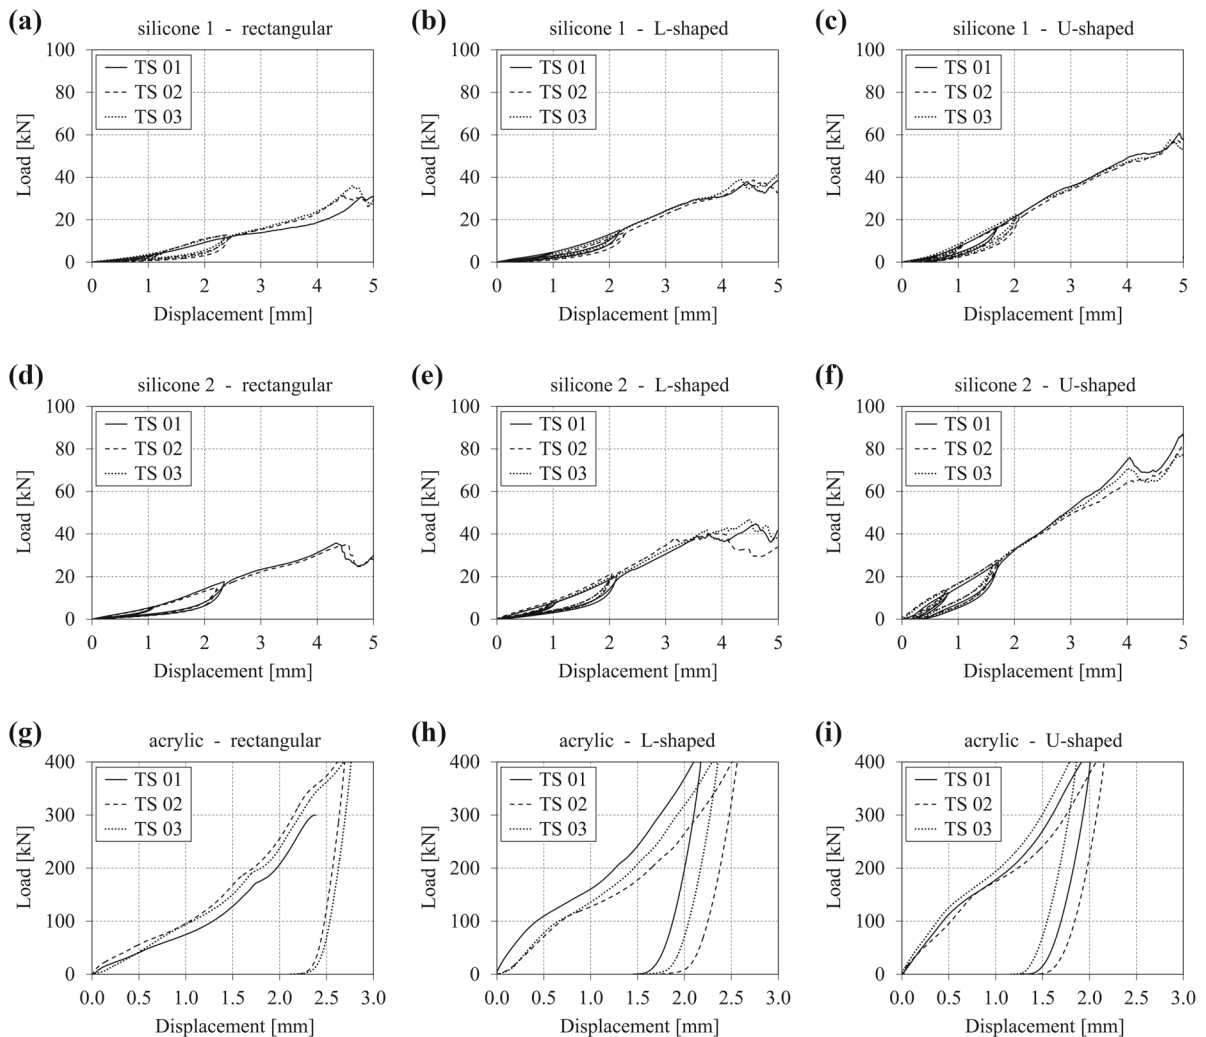 (a) silicone 1 - rectangular
100
80
60
40
20
0
Load [kN]
TS 01
TS 02
TS 03
0 1 2 3 4 5
Displacement [mm]
(b) silicone 1 - L-shaped
100
80
60
40
20
0
Load [kN]
TS 01
TS 02
TS 03
0 1 2 3 4 5
Displacement [mm]
(c) silicone 1 - U-shaped
100
80
60
40
20
0
Load [kN]
TS 01
TS 02
TS 03
0 1 2 3 4 5
Displacement [mm]
(d) silicone 2 - rectangular
100
80
60
40
20
0
Load [kN]
TS 01
TS 02
TS 03
0 1 2 3 4 5
Displacement [mm]
(e) silicone 2 - L-shaped
100
80
60
40
20
0
Load [kN]
TS 01
TS 02
TS 03
0 1 2 3 4 5
Displacement [mm]
(f) silicone 2 - U-shaped
100
80
60
40
20
0
Load [kN]
TS 01
TS 02
TS 03
0 1 2 3 4 5
Displacement [mm]
(g) acrylic - rectangular
400
300
200
100
0
Load [kN]
TS 01
TS 02
TS 03
0.0 0.5 1.0 1.5 2.0 2.5 3.0
Displacement [mm]
(h) acrylic - L-shaped
400
300
200
100
0
Load [kN]
TS 01
TS 02
TS 03
0.0 0.5 1.0 1.5 2.0 2.5 3.0
Displacement [mm]
(i) acrylic - U-shaped
400
300
200
100
0
Load [kN]
TS 01
TS 02
TS 03
0.0 0.5 1.0 1.5 2.0 2.5 3.0
Displacement [mm]